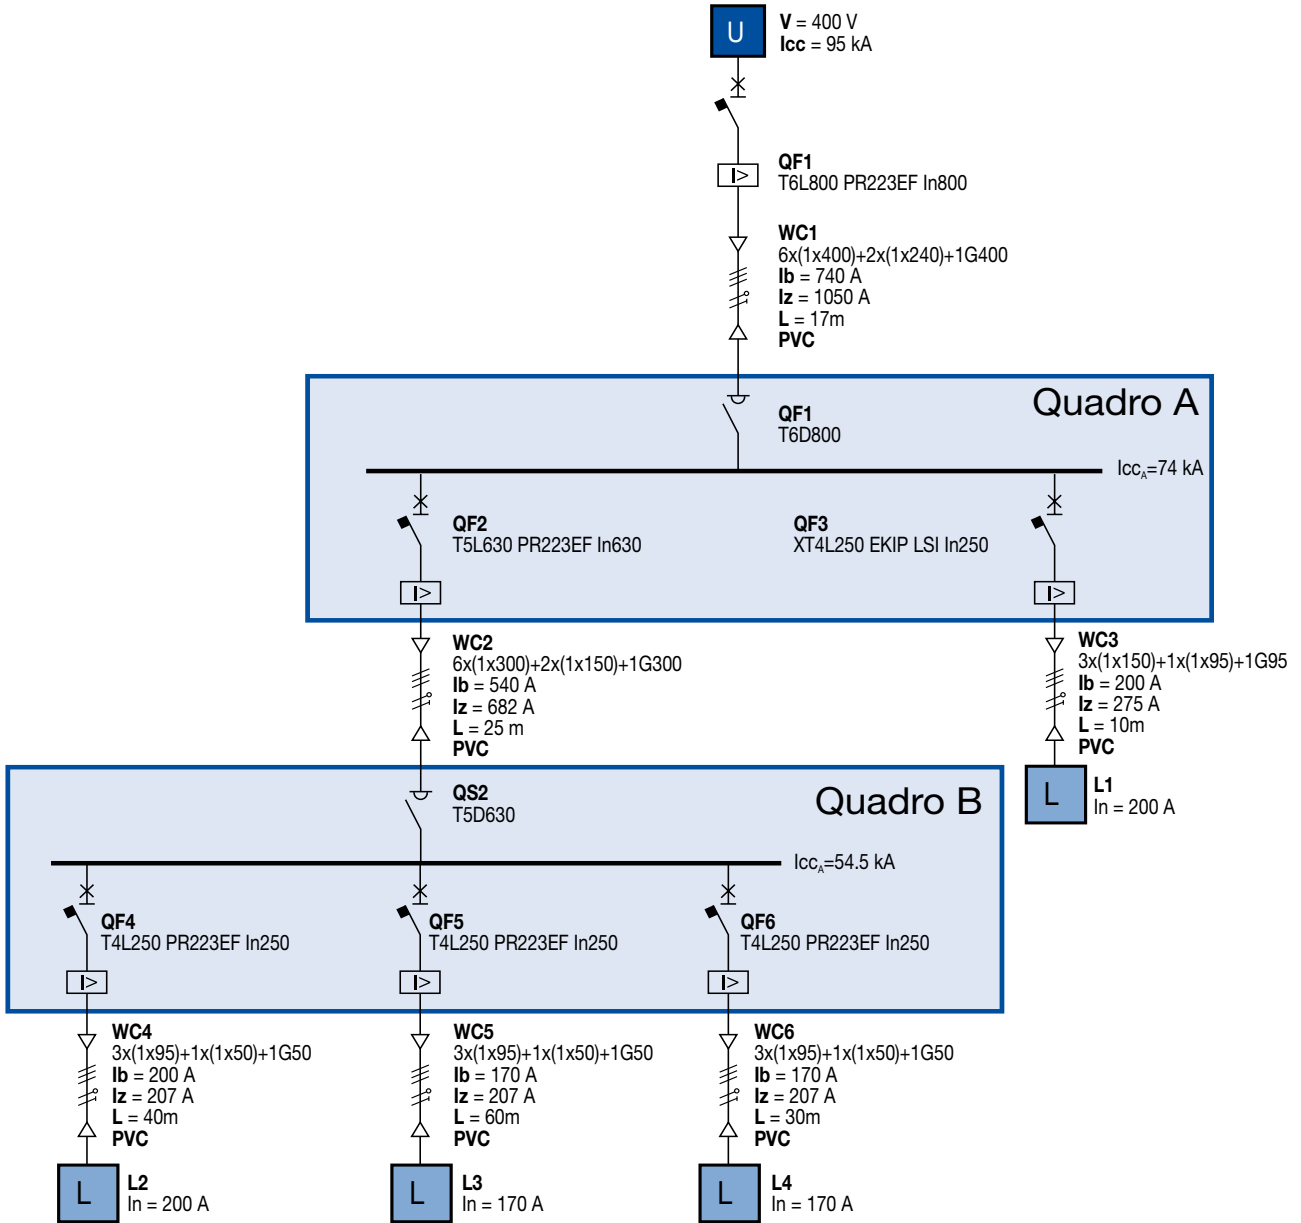 U
V = 400 V
Icc = 95 kA
I>
QF1
T6L800 PR223EF In800
WC1
6x(1x400)+2x(1x240)+1G400
Ib = 740 A
Iz = 1050 A
L = 17m
PVC
Quadro A
QF1
T6D800
IccA=74 kA
QF2
T5L630 PR223EF In630
QF3
XT4L250 EKIP LSI In250
I>
I>
WC2
6x(1x300)+2x(1x150)+1G300
Ib = 540 A
Iz = 682 A
L = 25 m
PVC
WC3
3x(1x150)+1x(1x95)+1G95
Ib = 200 A
Iz = 275 A
L = 10m
PVC
L
L1
In = 200 A
Quadro B
QS2
T5D630
IccA=54.5 kA
QF4
T4L250 PR223EF In250
QF5
T4L250 PR223EF In250
QF6
T4L250 PR223EF In250
I>
I>
I>
WC4
3x(1x95)+1x(1x50)+1G50
Ib = 200 A
Iz = 207 A
L = 40m
PVC
WC5
3x(1x95)+1x(1x50)+1G50
Ib = 170 A
Iz = 207 A
L = 60m
PVC
WC6
3x(1x95)+1x(1x50)+1G50
Ib = 170 A
Iz = 207 A
L = 30m
PVC
L
L2
In = 200 A
L
L3
In = 170 A
L
L4
In = 170 A